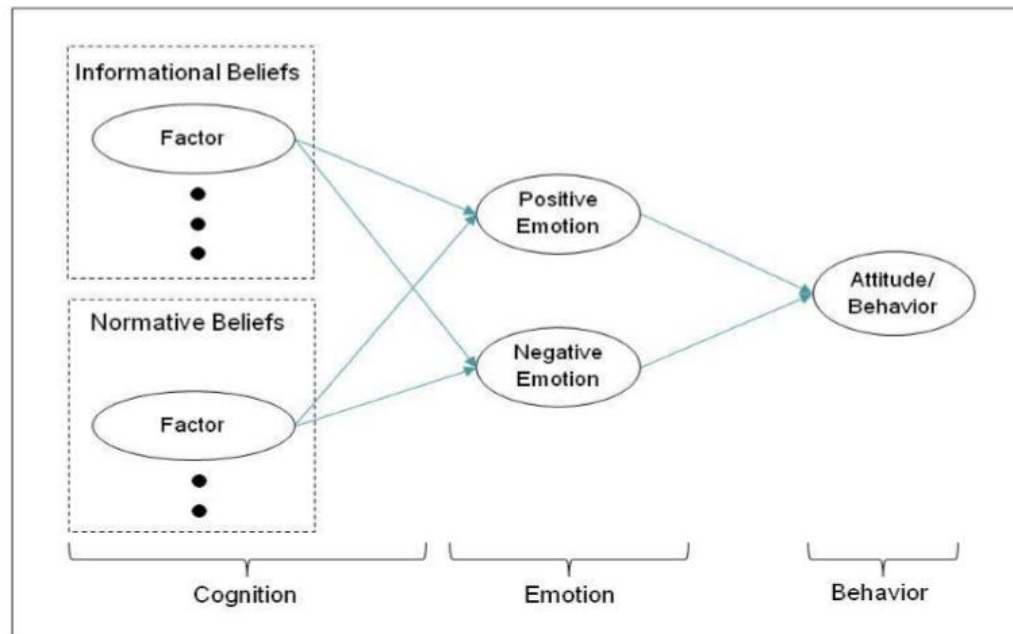 Informational Beliefs
Factor
Normative Beliefs
Factor
Positive
Emotion
Negative
Emotion
Attitude/
Behavior
Cognition
Emotion
Behavior